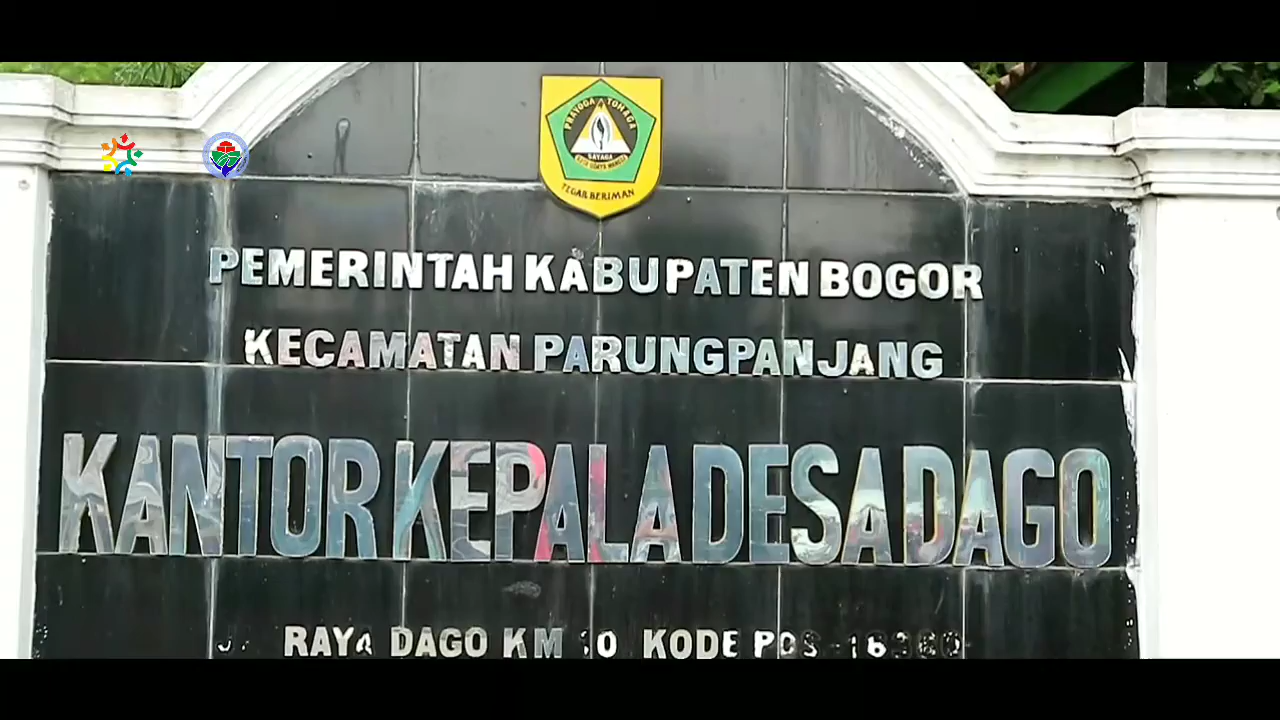 PRAYOGA TOHAGA
SAYAGA
TEGAR BERIMAN
PEMERINTAH KABUPATEN BOGOR
KECAMATAN PARUNGPANJANG
KANTOR KEPALA DESA DAGO
RAYA DAGO KM 10 KODE POS 16360